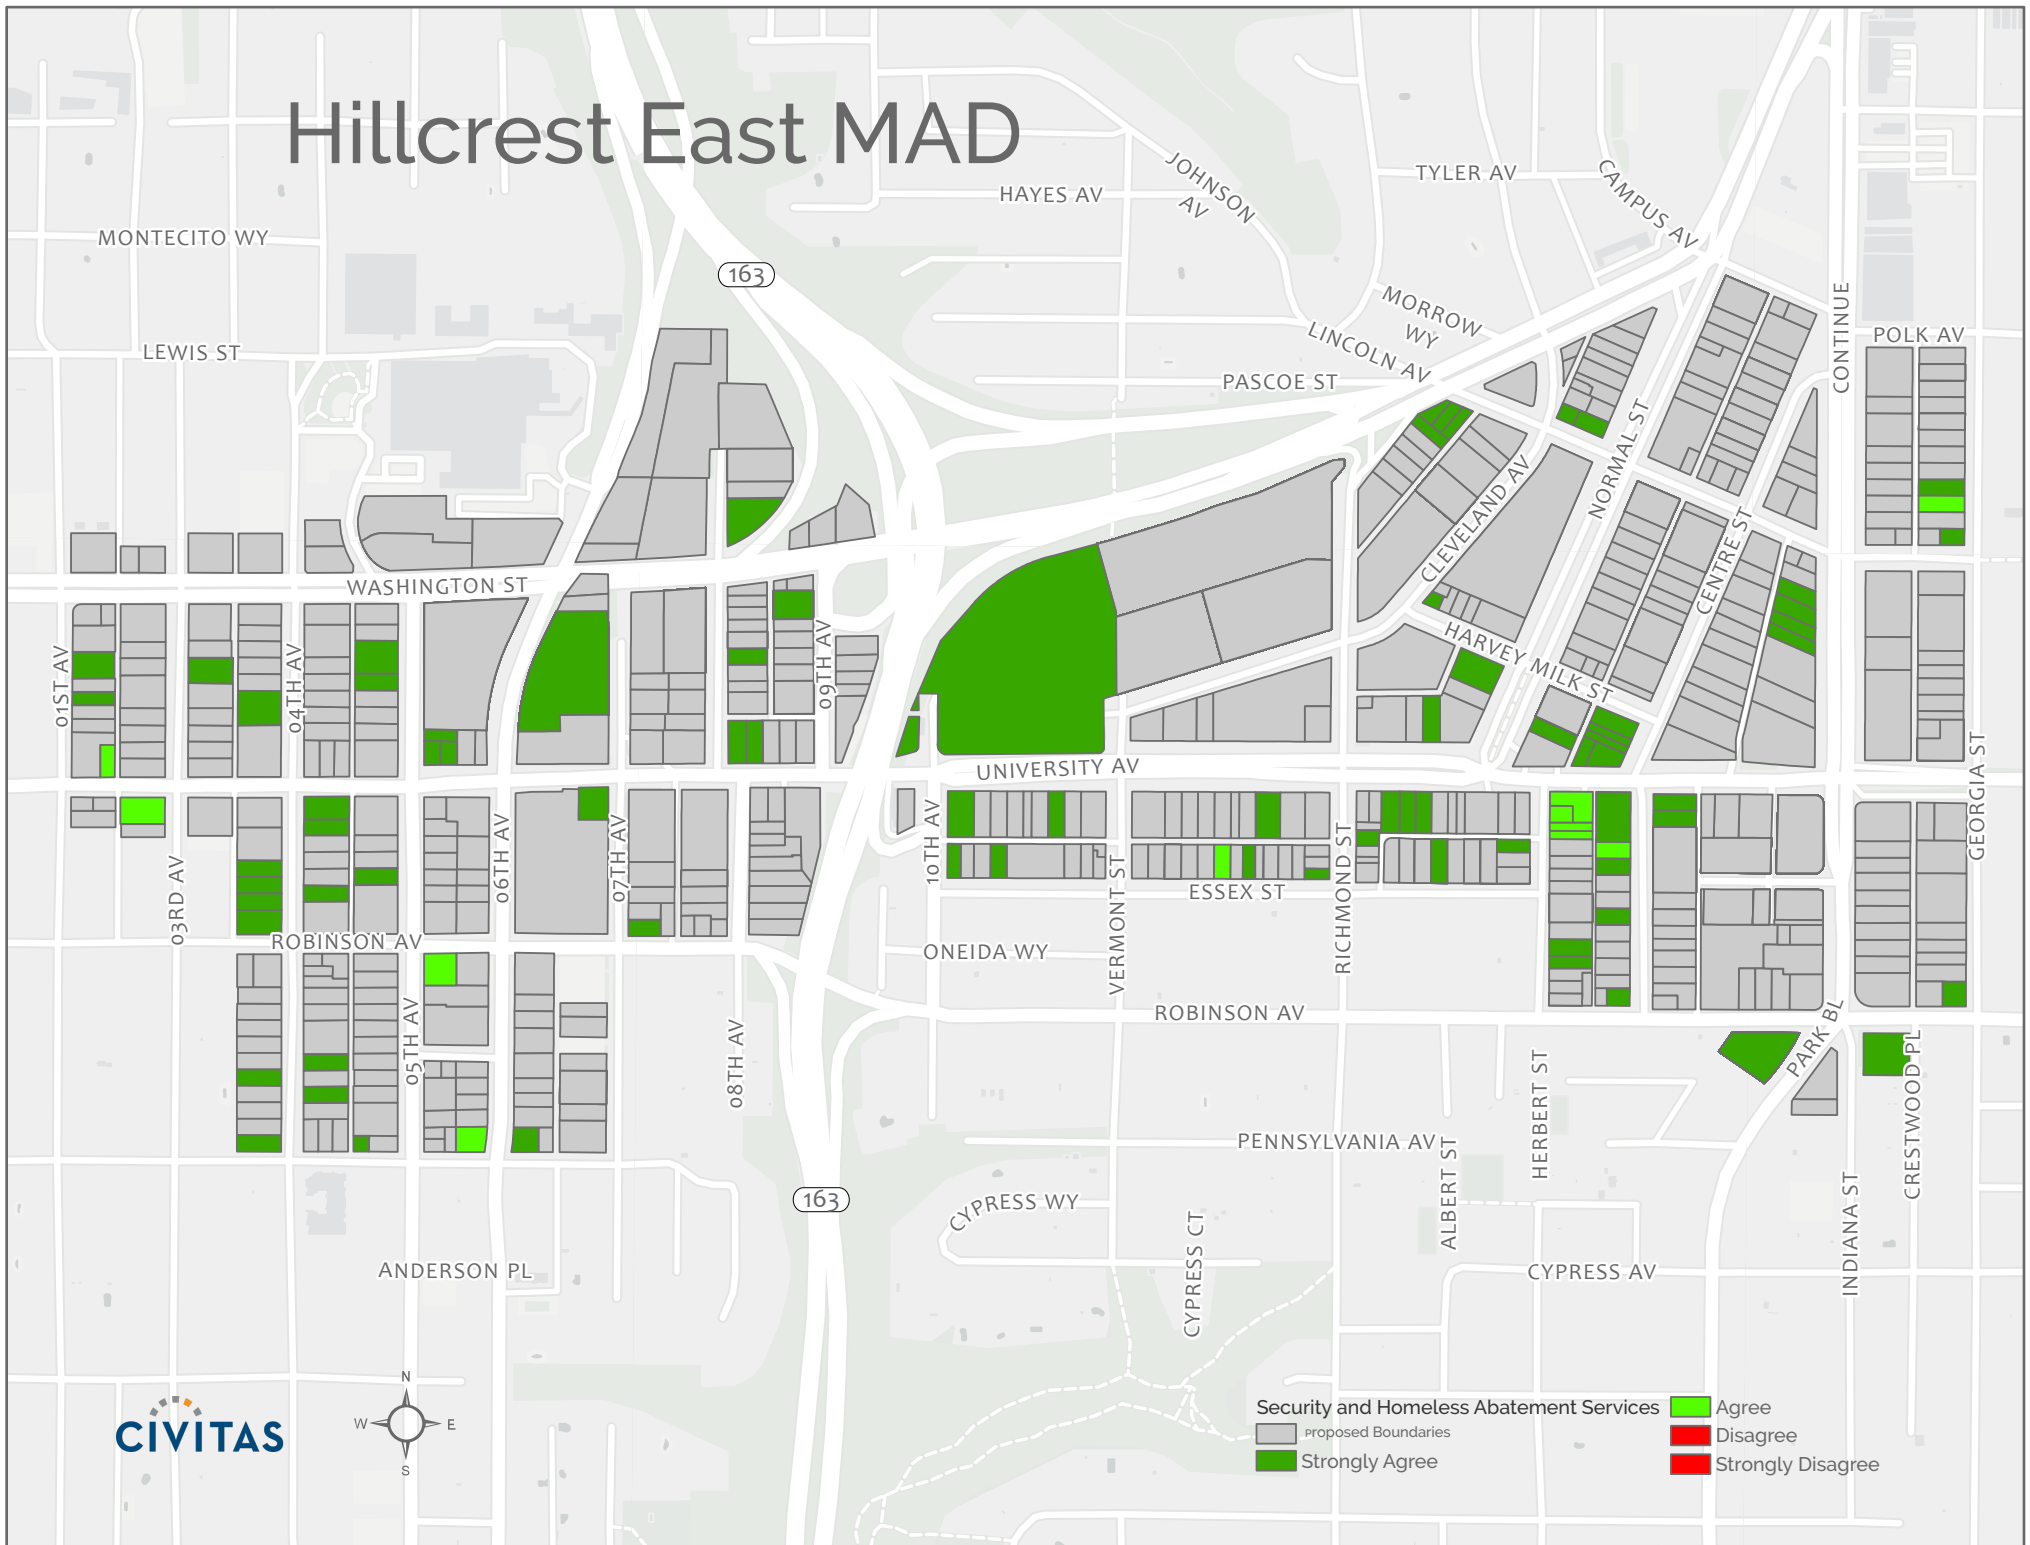 Hillcrest East MAD
JOHNSON
AV
TYLER AV
CAMPUS AV
HAYES AV
MONTECITO WY
163
MORROW
WY
CONTINUE
POLK AV
LINCOLN AV
LEWIS ST
PASCOE ST
NORMAL ST
CLEVELAND AV
CENTRE ST
WASHINGTON ST
HARVEY MILK ST
01ST AV
04TH AV
09TH AV
GEORGIA ST
UNIVERSITY AV
10TH AV
06TH AV
07TH AV
03RD AV
VERMONT ST
RICHMOND ST
ESSEX ST
ROBINSON AV
ONEIDA WY
05TH AV
08TH AV
ROBINSON AV
PARK BL
CRESTWOOD PL
HERBERT ST
PENNSYLVANIA AV
ALBERT ST
163
CYPRESS WY
CYPRESS CT
INDIANA ST
ANDERSON PL
CYPRESS AV
N
W
E
S
CIVITAS
Security and Homeless Abatement Services
Proposed Boundaries
Strongly Agree
Agree
Disagree
Strongly Disagree